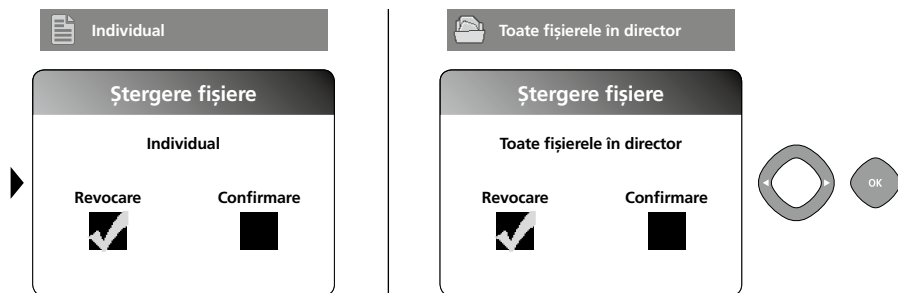 Individual
Ștergere fișiere
Individual
Revocare Confirmare
Toate fișierele în director
Ștergere fișiere
Toate fișierele în director
Revocare Confirmare
OK